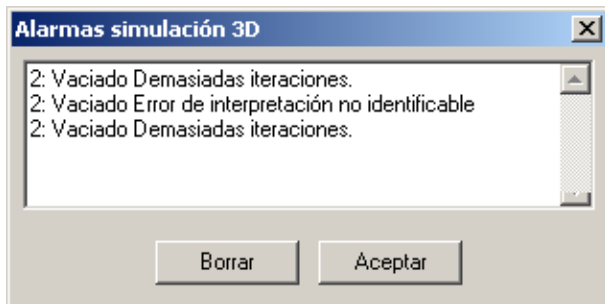 Alarmas simulación 3D
2: Vaciado Demasiadas iteraciones.
2: Vaciado Error de interpretación no identificable
2: Vaciado Demasiadas iteraciones.
Borrar Aceptar